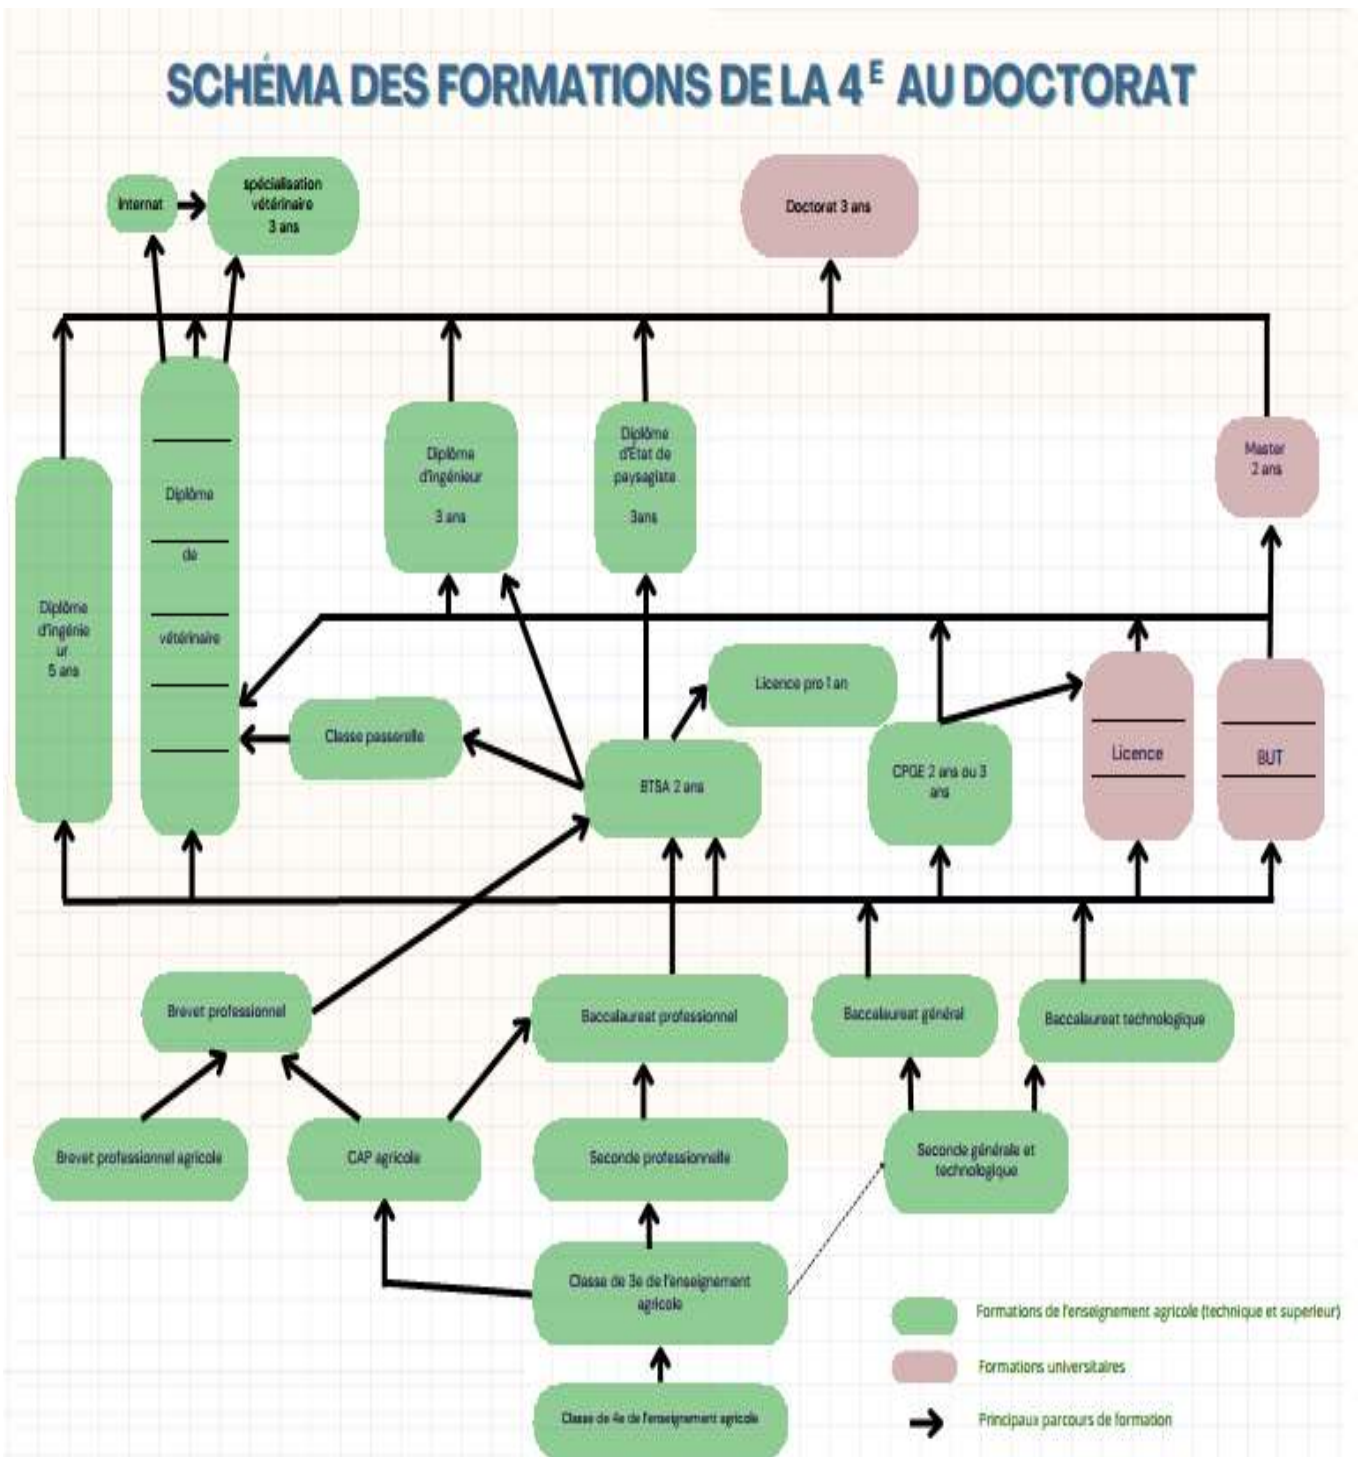 SCHÉMA DES FORMATIONS DE LA 4E AU DOCTORAT
Internat
spécialisation
vétérinaire
3 ans
Doctorat 3 ans
Diplôme
d'ingénie
ur
5 ans
Diplôme
de
vétérinaire
Diplôme
d'ingénieur
3 ans
Diplôme
d'Etat de
paysagiste
3ans
Master
2 ans
Licence pro 1 an
Classe passerelle
BTSA 2 ans
CPGE 2 ans ou 3
ans
Licence
BUT
Brevet professionnel
Baccalaureat professionnel
Baccalaureat général
Baccalaureat technologique
Brevet professionnel agricole
CAP agricole
Seconde professionnelle
Seconde générale et
technologique
Classe de 3e de l'enseignement
agricole
Classe de 4e de l'enseignement agricole
Formations de l'enseignement agricole (technique et superieur)
Formations universitaires
Principaux parcours de formation